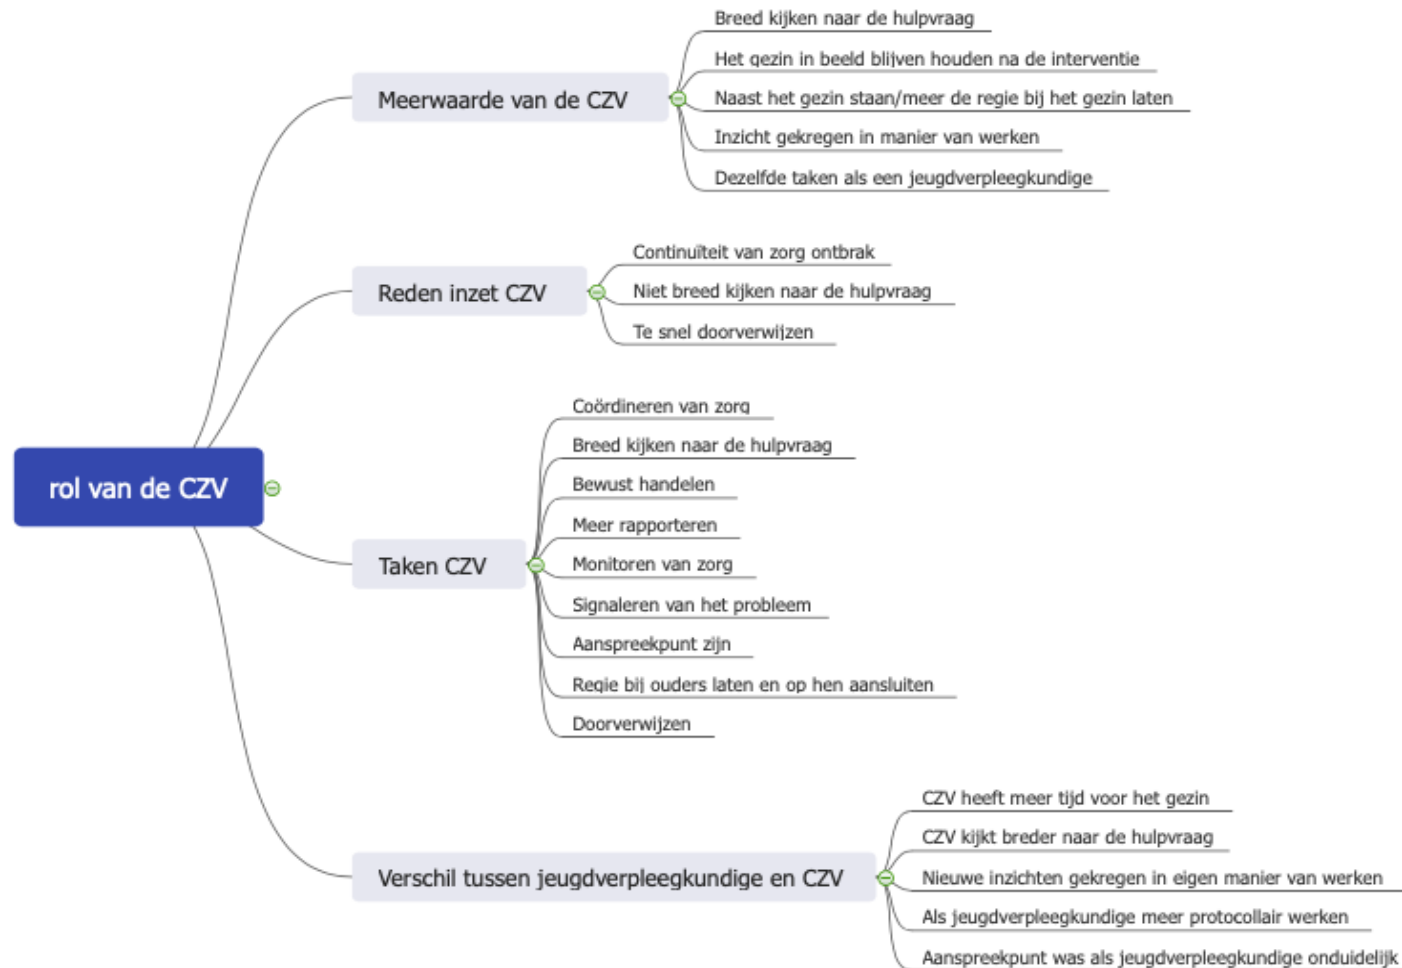 rol van de CZV
Meerwaarde van de CZV
Breed kijken naar de hulpvraag
Het gezin in beeld blijven houden na de interventie
Naast het gezin staan/meer de regie bij het gezin laten
Inzicht gekregen in manier van werken
Dezelfde taken als een jeugdverpleegkundige
Reden inzet CZV
Continuïteit van zorg ontbrak
Niet breed kijken naar de hulpvraag
Te snel doorverwijzen
Taken CZV
Coördineren van zorg
Breed kijken naar de hulpvraag
Bewust handelen
Meer rapporteren
Monitoren van zorg
Signaleren van het probleem
Aanspreekpunt zijn
Regie bij ouders laten en op hen aansluiten
Doorverwijzen
Verschil tussen jeugdverpleegkundige en CZV
CZV heeft meer tijd voor het gezin
CZV kijkt breder naar de hulpvraag
Nieuwe inzichten gekregen in eigen manier van werken
Als jeugdverpleegkundige meer protocollair werken
Aanspreekpunt was als jeugdverpleegkundige onduidelijk